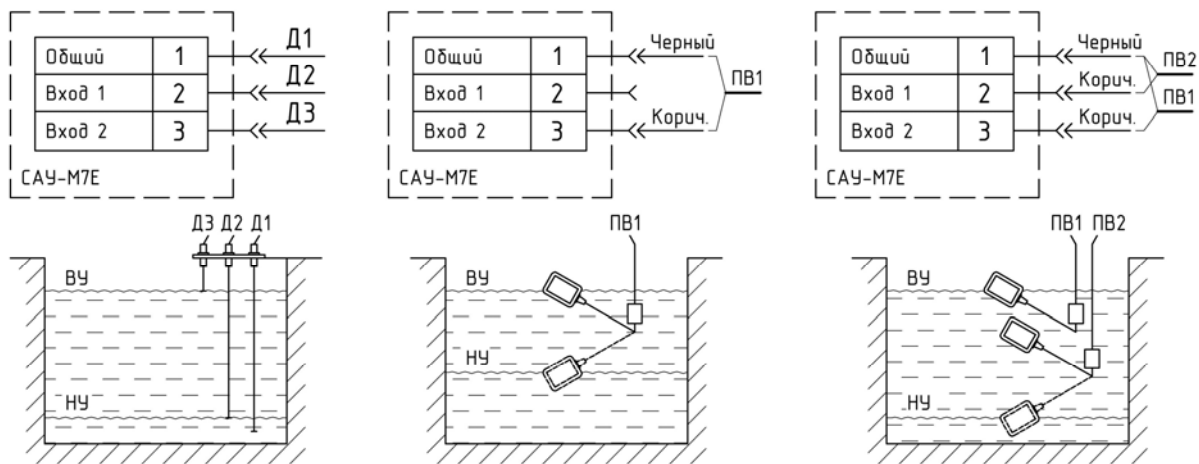 Общий 1 Д1
Вход 1 2 Д2
Вход 2 3 Д3
САУ-М7Е
Д3 Д2 Д1
ВУ
НУ
Общий 1 Черный
Вход 1 2 ПВ1
Вход 2 3 Корич.
САУ-М7Е
ПВ1
ВУ
НУ
Общий 1 Черный ПВ2
Вход 1 2 Корич. ПВ1
Вход 2 3 Корич.
САУ-М7Е
ПВ1 ПВ2
ВУ
НУ